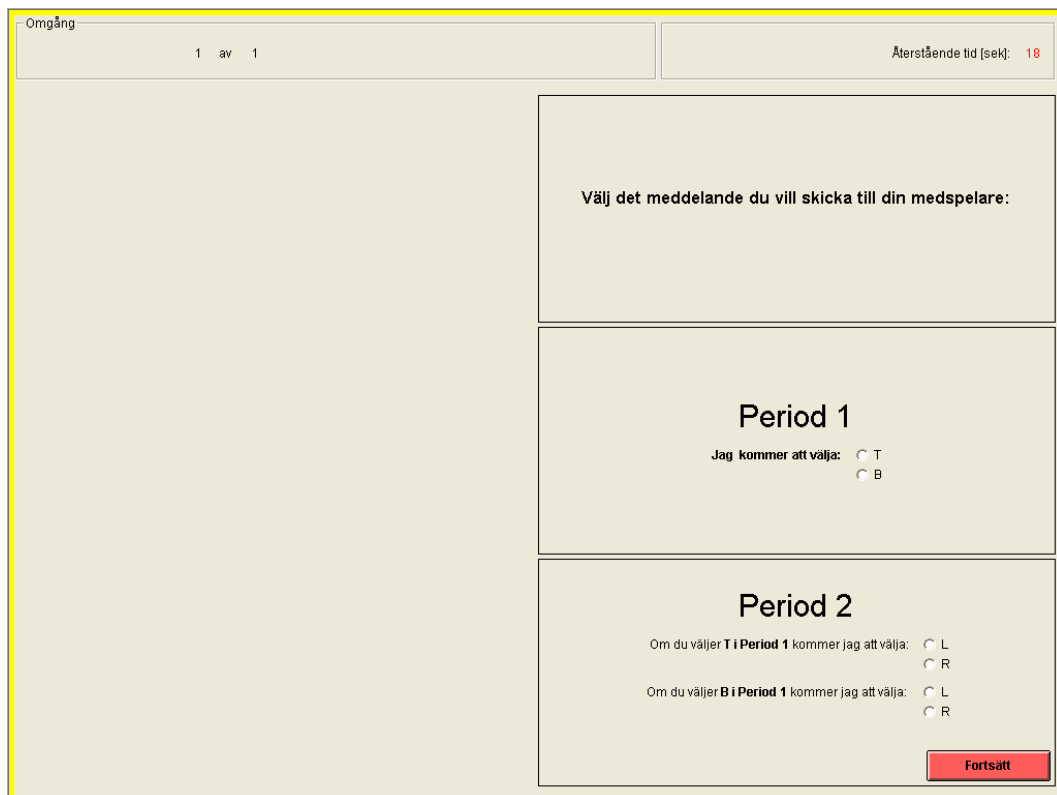 Omgång
1 av 1
Återstående tid [sek]: 18
Välj det meddelande du vill skicka till din medspelare:
Period 1
Jag kommer att välja: T
B
Period 2
Om du väljer T i Period 1 kommer jag att välja: L
R
Om du väljer B i Period 1 kommer jag att välja: L
R
Fortsätt